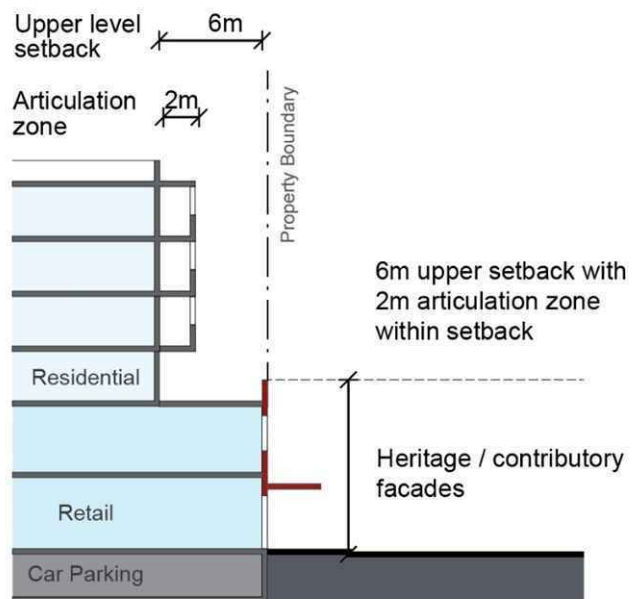 Upper level
setback
6m
Articulation
zone
2m
Property Boundary
6m upper setback with
2m articulation zone
within setback
Residential
Heritage / contributory
facades
Retail
Car Parking